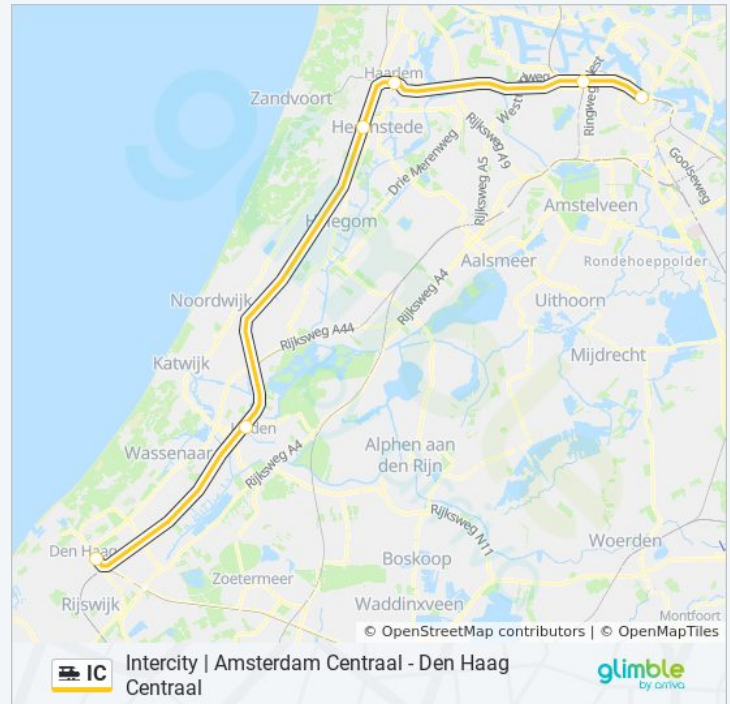 Haarlem
Zandvoort
Heemstede
Drie Merenweg
Rijksweg A9
Rijksweg A5
Gooiseweg
Hillegom
Amstelveen
Aalsmeer
Rondehoeppolder
Noordwijk
Rijksweg A4
Uithoorn
Rijksweg A44
Katwijk
Mijdrecht
Leiden
Wassenaar
Alphen aan
den Rijn
Rijksweg A4
Rijksweg N11
Den Haag
Boskoop
Woerden
Zoetermeer
Rijswijk
Waddinxveen
Montfoort
© OpenStreetMap contributors | © OpenMapTiles
IC
Intercity | Amsterdam Centraal - Den Haag
Centraal
glimble
by arriva